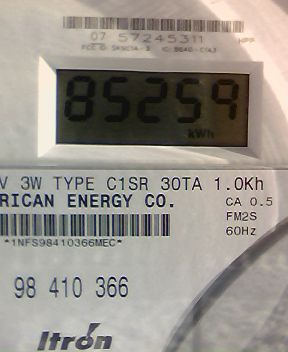 07 57245311
85259
kWh
V 3W TYPE C1SR 30TA 1.0Kh
RICAN ENERGY CO.
CA 0.5
FM2S
60Hz
*1NFS98410366MEC*
98 410 366
Itrón